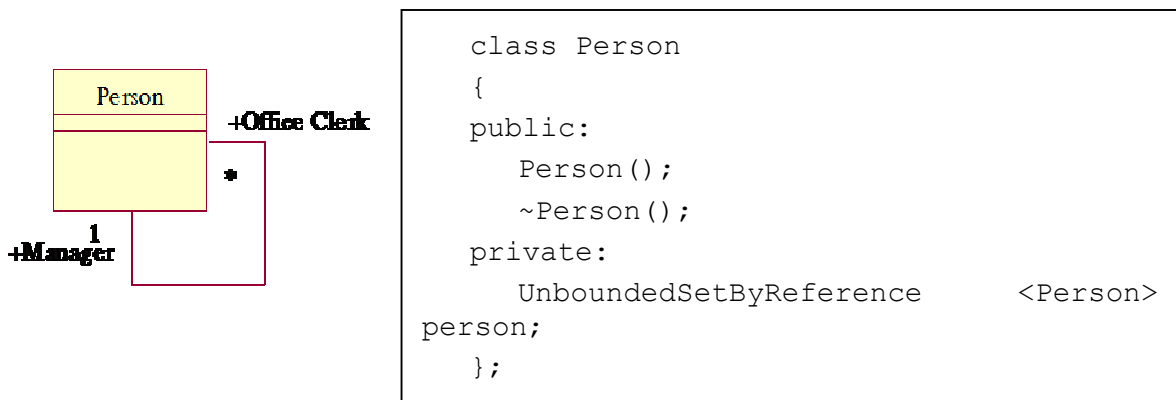 Person
+Office Clerk
*
1
+Manager
class Person
{
public:
Person();
~Person();
private:
UnboundedSetByReference <Person>
person;
};